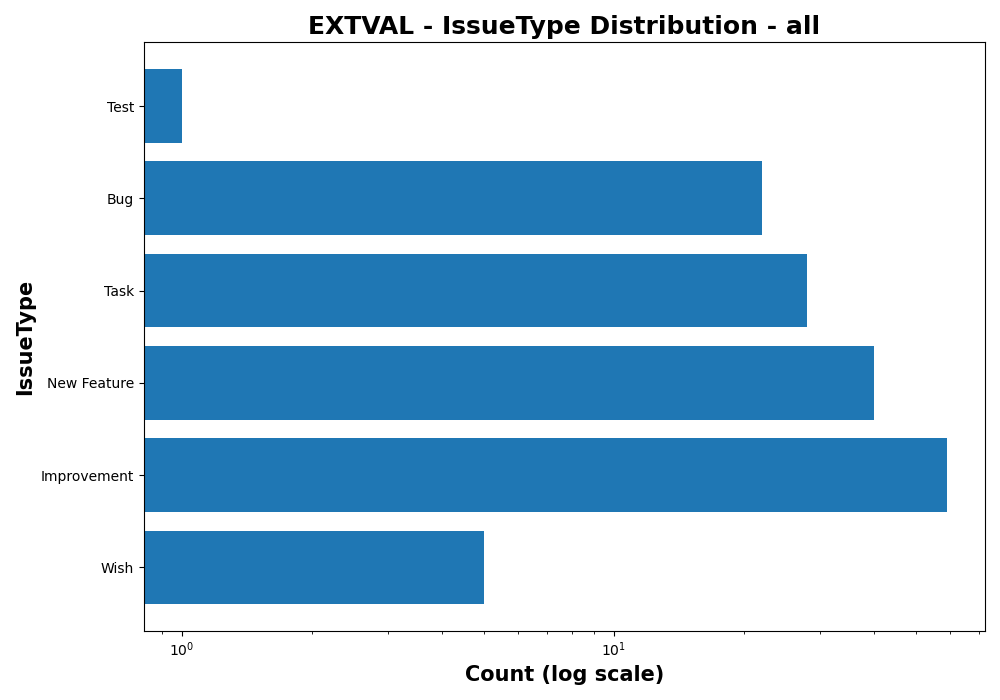 EXTVAL - IssueType Distribution - all
IssueType
Test
Bug
Task
New Feature
Improvement
Wish
10⁰
10¹
Count (log scale)